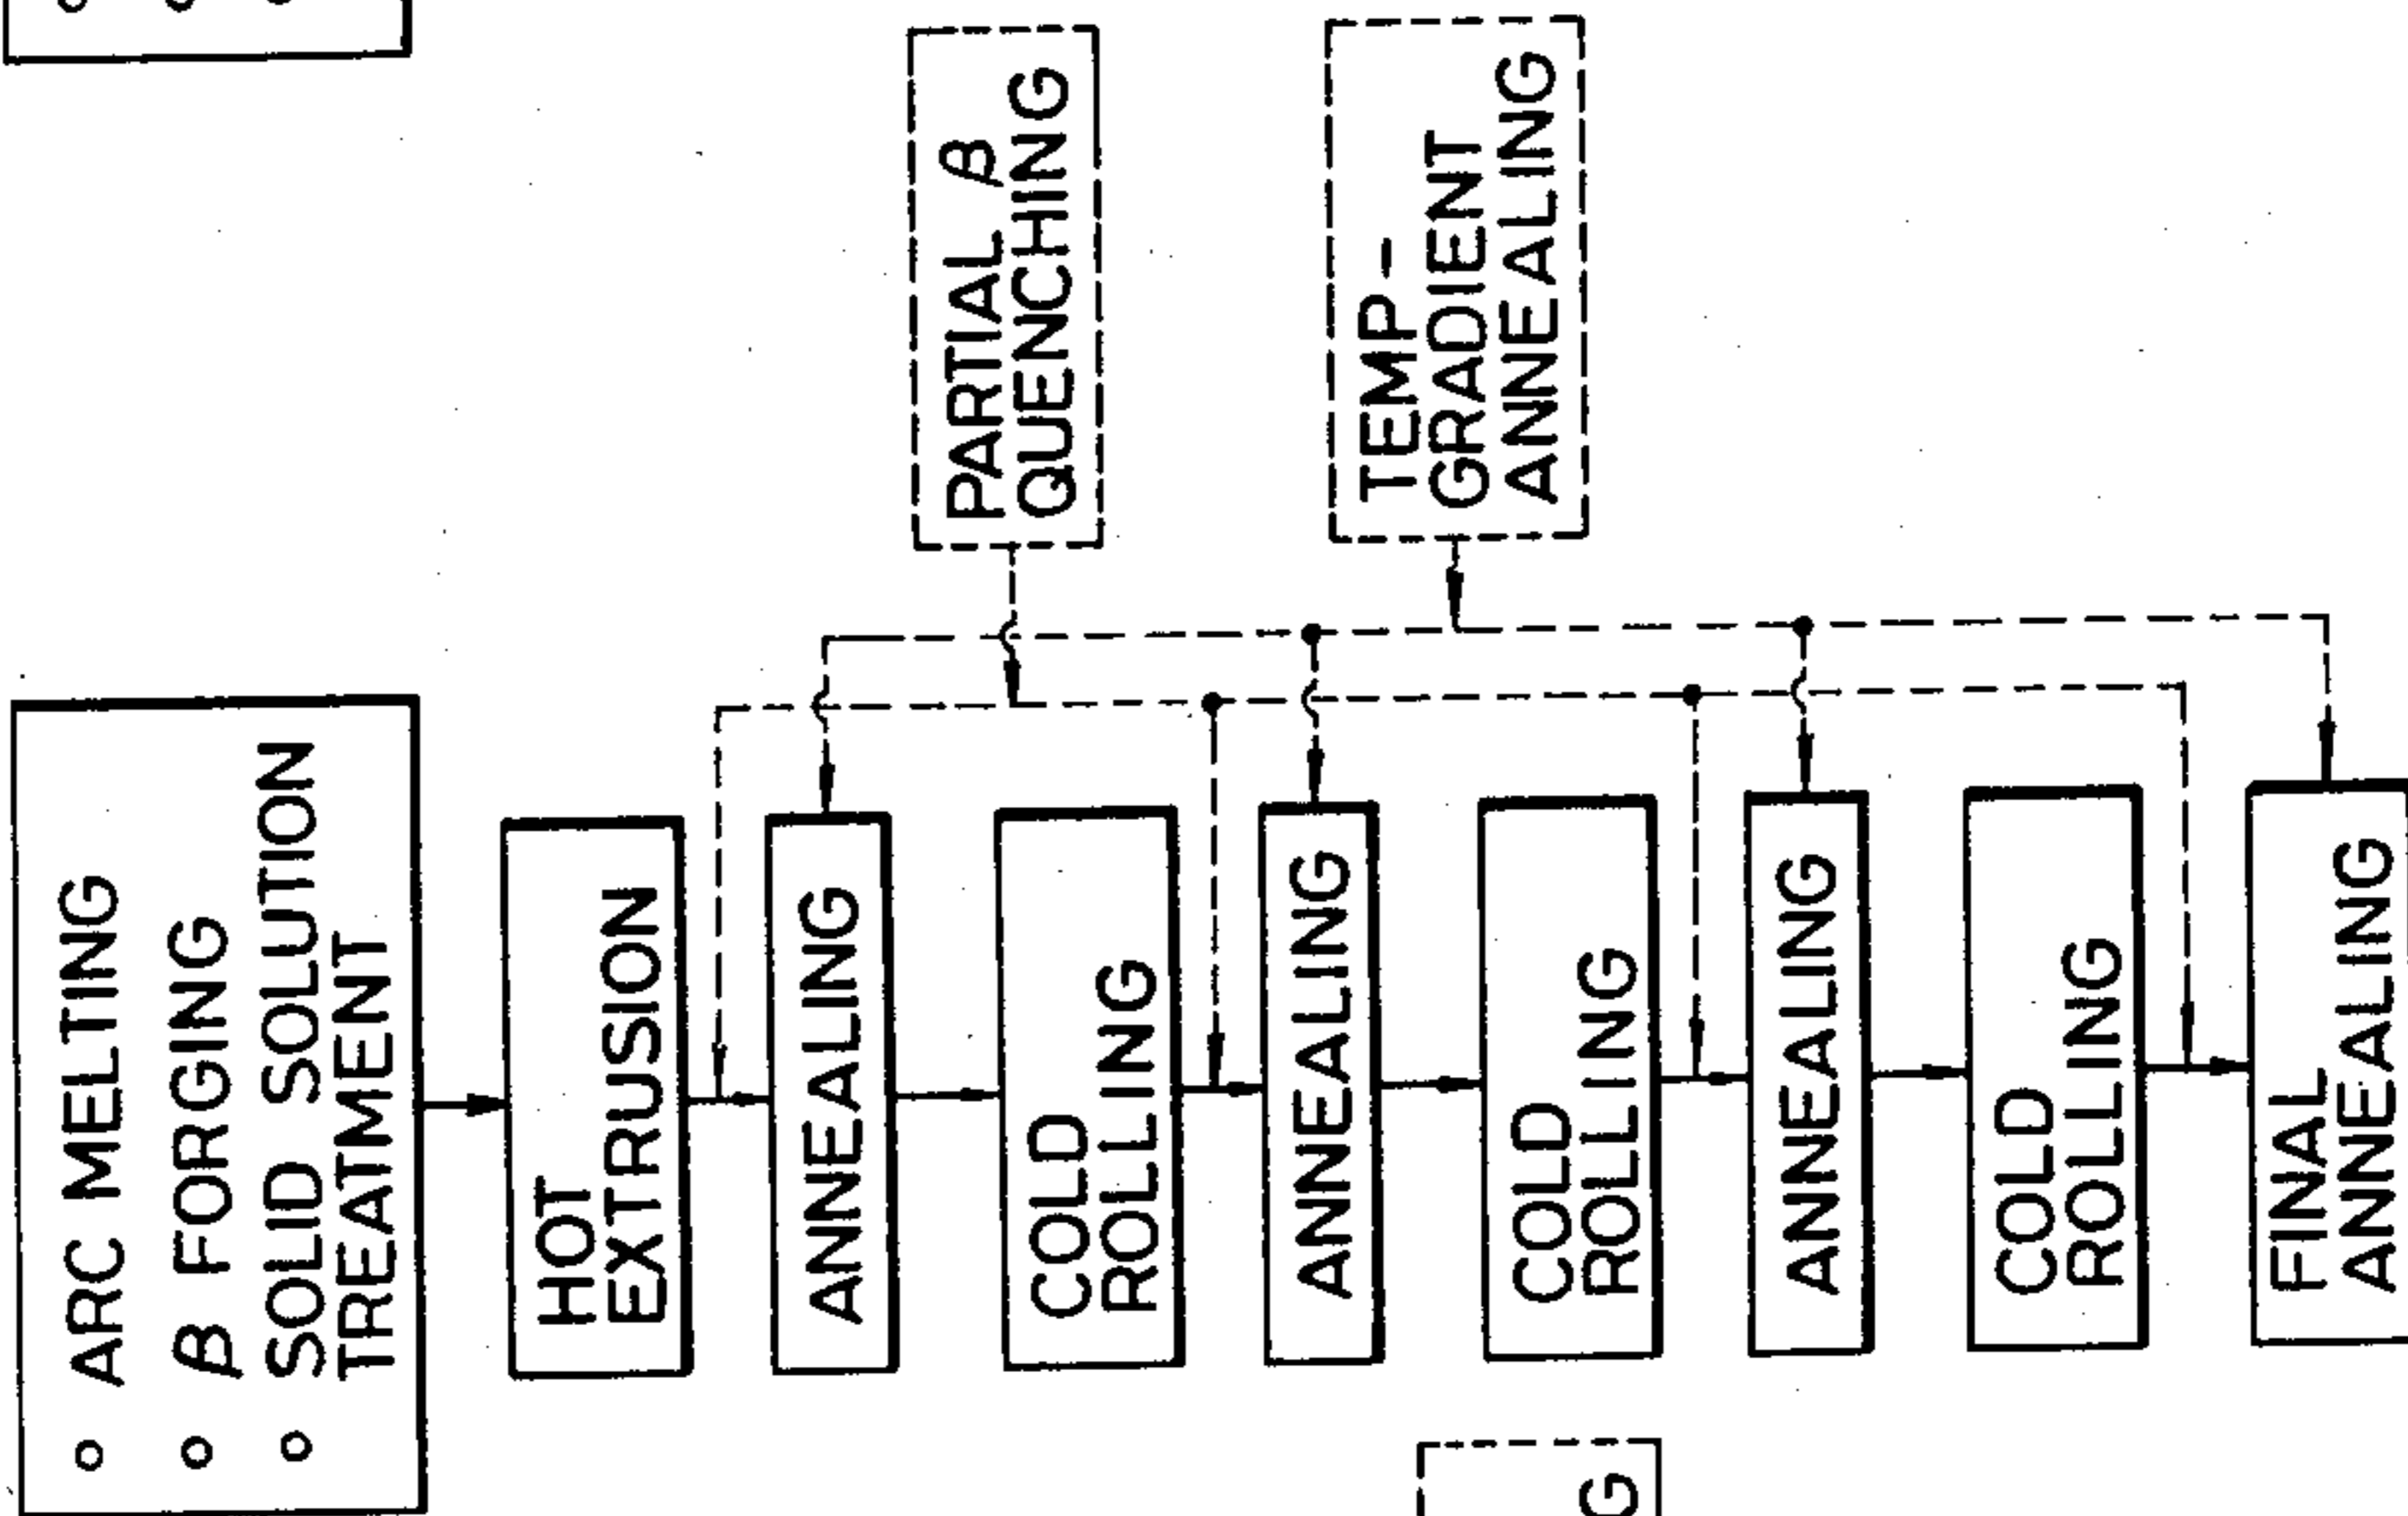 ○ ARC MELTING
○ β FORGING
○ SOLID SOLUTION
TREATMENT
HOT
EXTRUSION
ANNEALING
COLD
ROLLING
ANNEALING
COLD
ROLLING
ANNEALING
COLD
ROLLING
FINAL
ANNEALING
PARTIAL β
QUENCHING
TEMP-
GRADIENT
ANNEALING
G